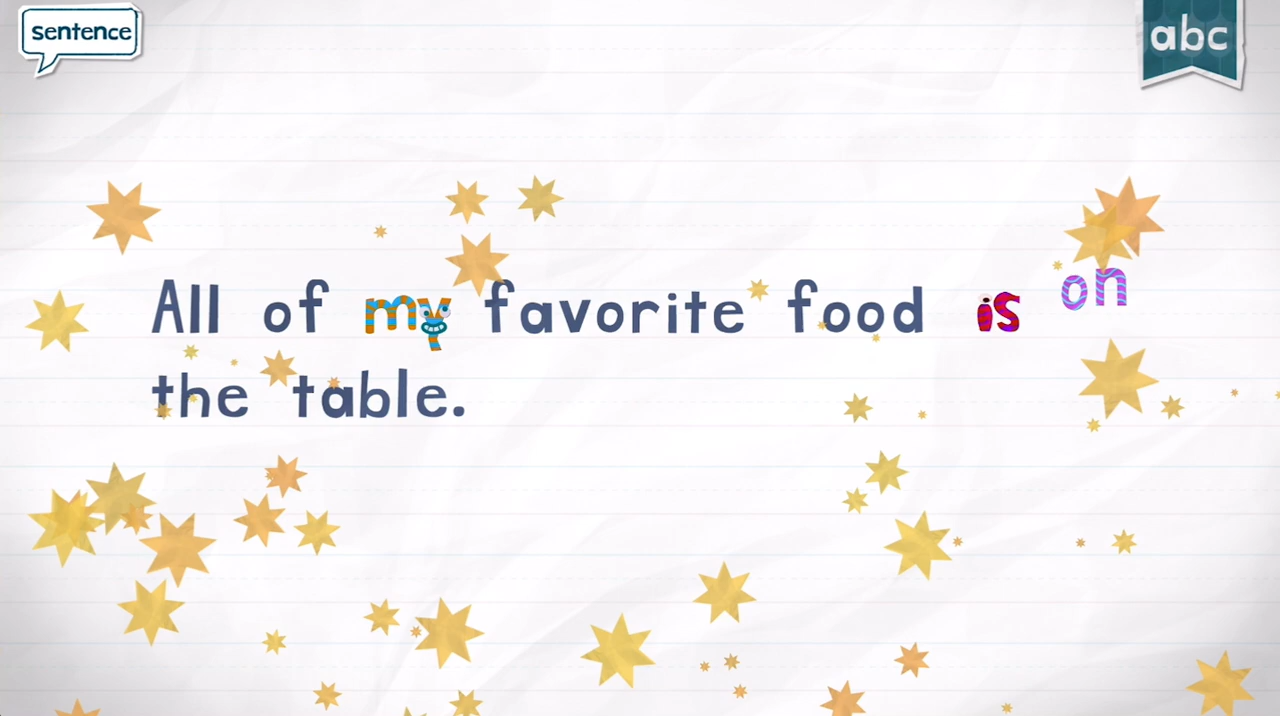 sentence
abc
All of my favorite food is on
the table.